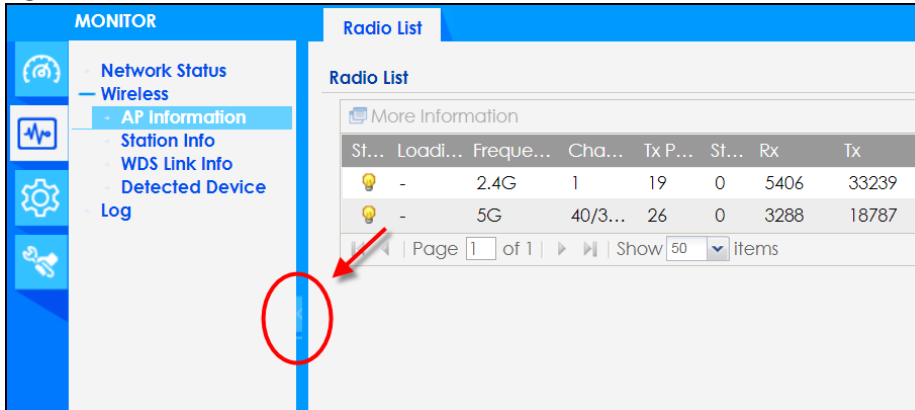 MONITOR
Network Status
Wireless
AP Information
Station Info
WDS Link Info
Detected Device
Log
Radio List
Radio List
More Information
St... Loadi... Freque... Cha... Tx P... St... Rx Tx
- 2.4G 1 19 0 5406 33239
- 5G 40/3... 26 0 3288 18787
Page 1 of 1 Show 50 items